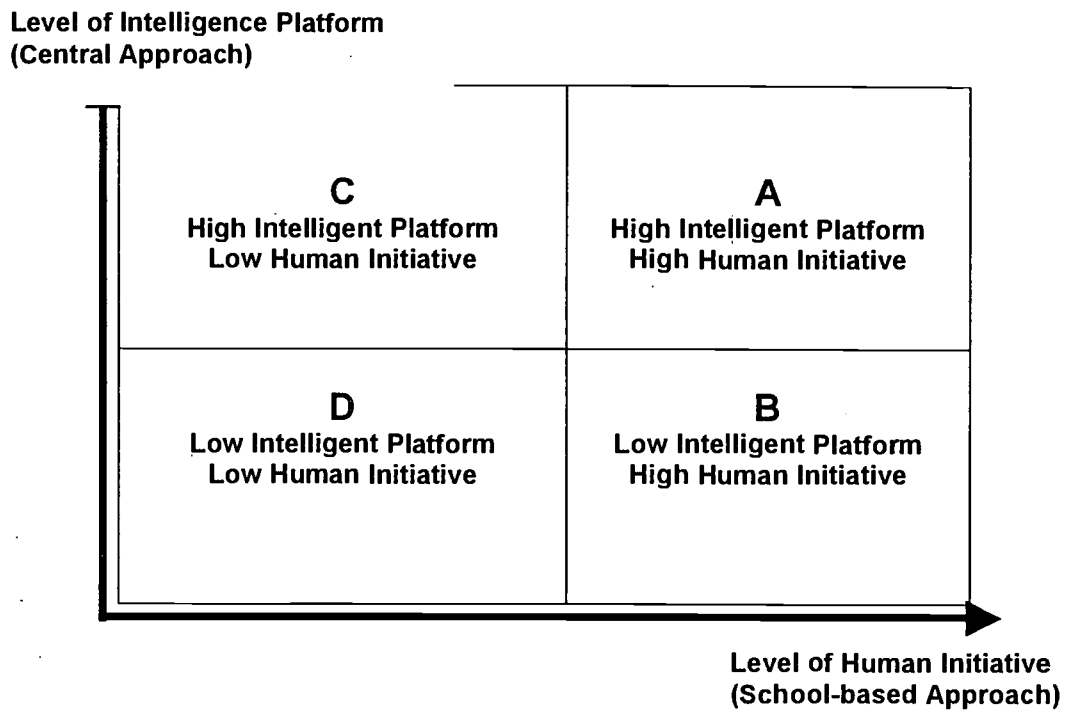 Level of Intelligence Platform
(Central Approach)
C
High Intelligent Platform
Low Human Initiative
A
High Intelligent Platform
High Human Initiative
D
Low Intelligent Platform
Low Human Initiative
B
Low Intelligent Platform
High Human Initiative
Level of Human Initiative
(School-based Approach)